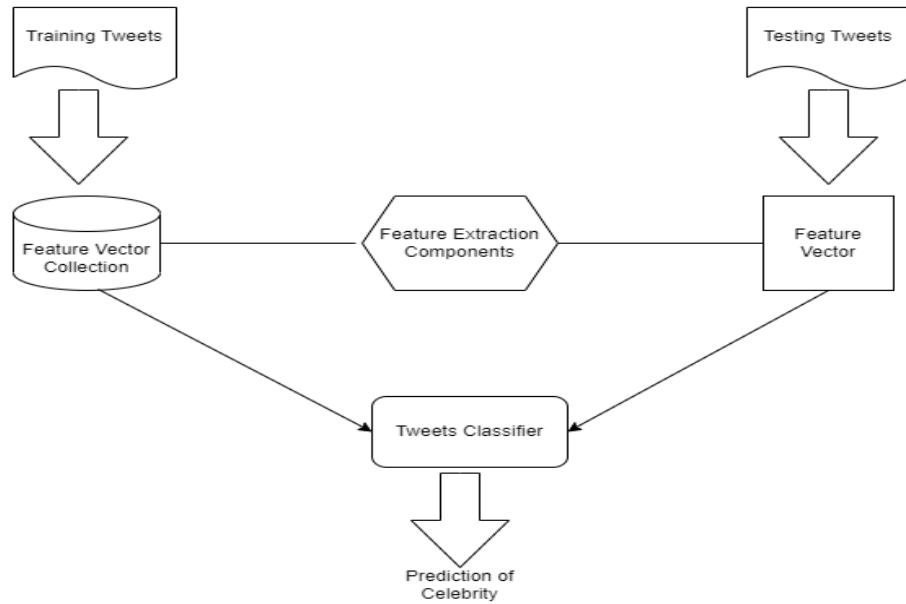 Training Tweets
Testing Tweets
Feature Vector
Collection
Feature Extraction
Components
Feature
Vector
Tweets Classifier
Prediction of
Celebrity